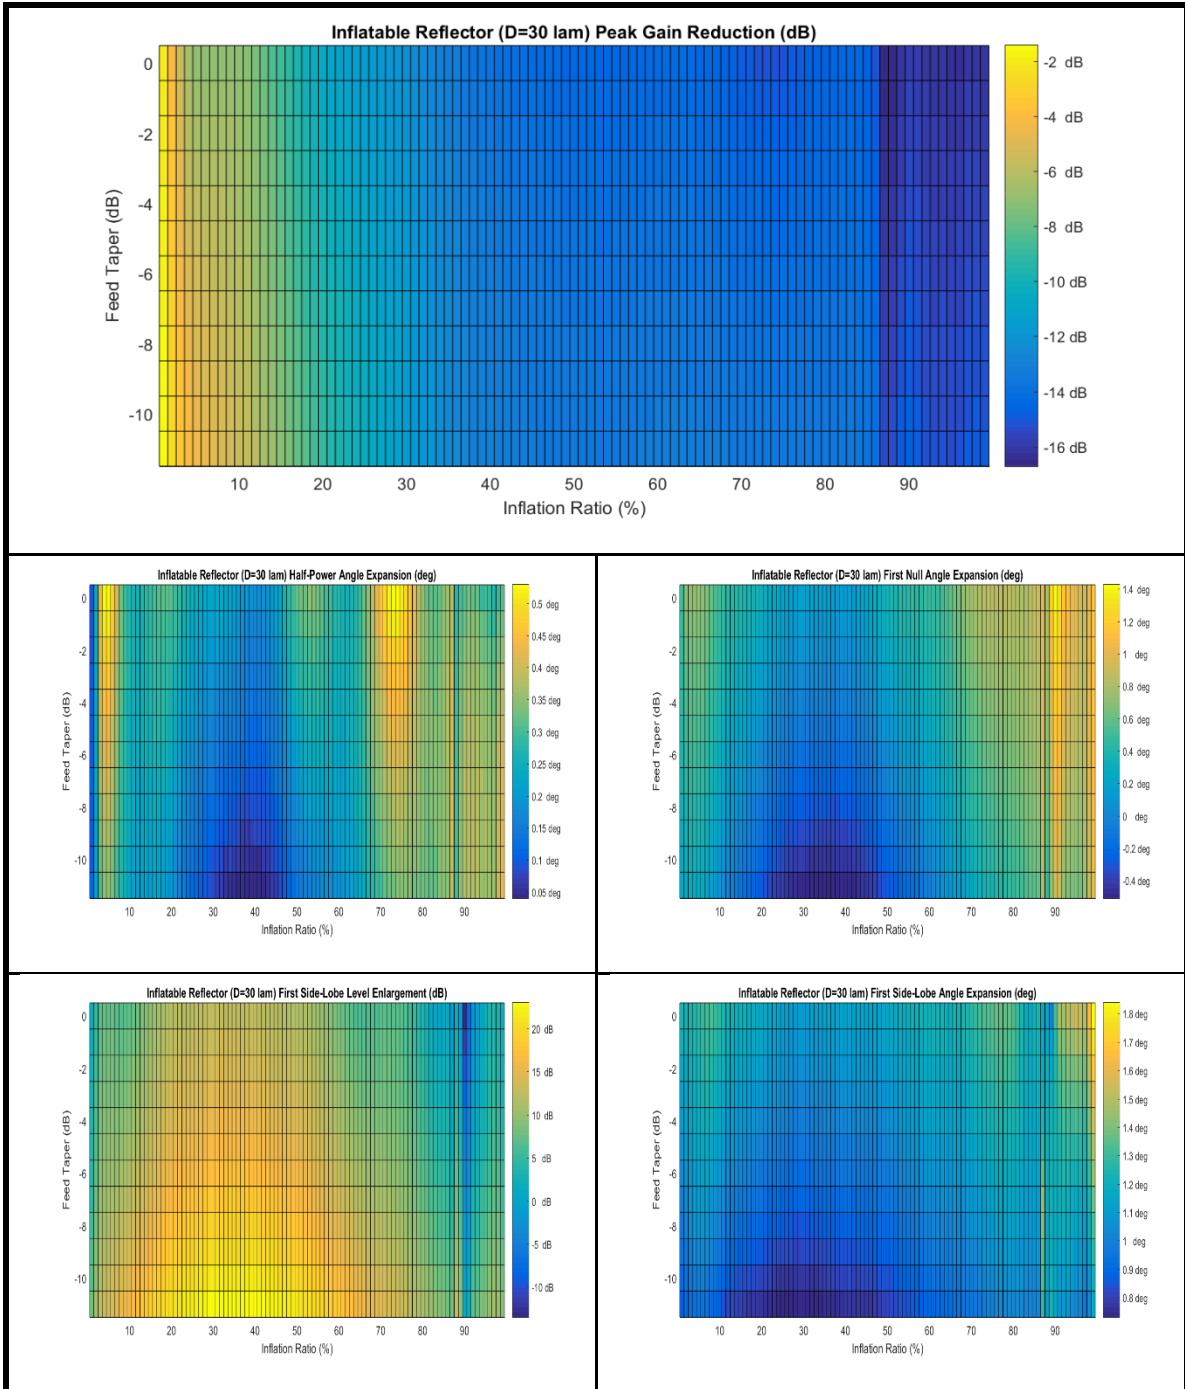 Inflatable Reflector (D=30 lam) Peak Gain Reduction (dB)
Feed Taper (dB)
0
-2
-4
-6
-8
-10
10 20 30 40 50 60 70 80 90
Inflation Ratio (%)
-2 dB
-4 dB
-6 dB
-8 dB
-10 dB
-12 dB
-14 dB
-16 dB
Inflatable Reflector (D=30 lam) Half-Power Angle Expansion (deg)
Feed Taper (dB)
0
-2
-4
-6
-8
-10
10 20 30 40 50 60 70 80 90
Inflation Ratio (%)
0.5 deg
0.45 deg
0.4 deg
0.35 deg
0.3 deg
0.25 deg
0.2 deg
0.15 deg
0.1 deg
0.05 deg
Inflatable Reflector (D=30 lam) First Null Angle Expansion (deg)
Feed Taper (dB)
0
-2
-4
-6
-8
-10
10 20 30 40 50 60 70 80 90
Inflation Ratio (%)
1.4 deg
1.2 deg
1 deg
0.8 deg
0.6 deg
0.4 deg
0.2 deg
0 deg
-0.2 deg
-0.4 deg
Inflatable Reflector (D=30 lam) First Side-Lobe Level Enlargement (dB)
Feed Taper (dB)
0
-2
-4
-6
-8
-10
10 20 30 40 50 60 70 80 90
Inflation Ratio (%)
20 dB
15 dB
10 dB
5 dB
0 dB
-5 dB
-10 dB
Inflatable Reflector (D=30 lam) First Side-Lobe Angle Expansion (deg)
Feed Taper (dB)
0
-2
-4
-6
-8
-10
10 20 30 40 50 60 70 80 90
Inflation Ratio (%)
1.8 deg
1.7 deg
1.6 deg
1.5 deg
1.4 deg
1.3 deg
1.2 deg
1.1 deg
1 deg
0.9 deg
0.8 deg